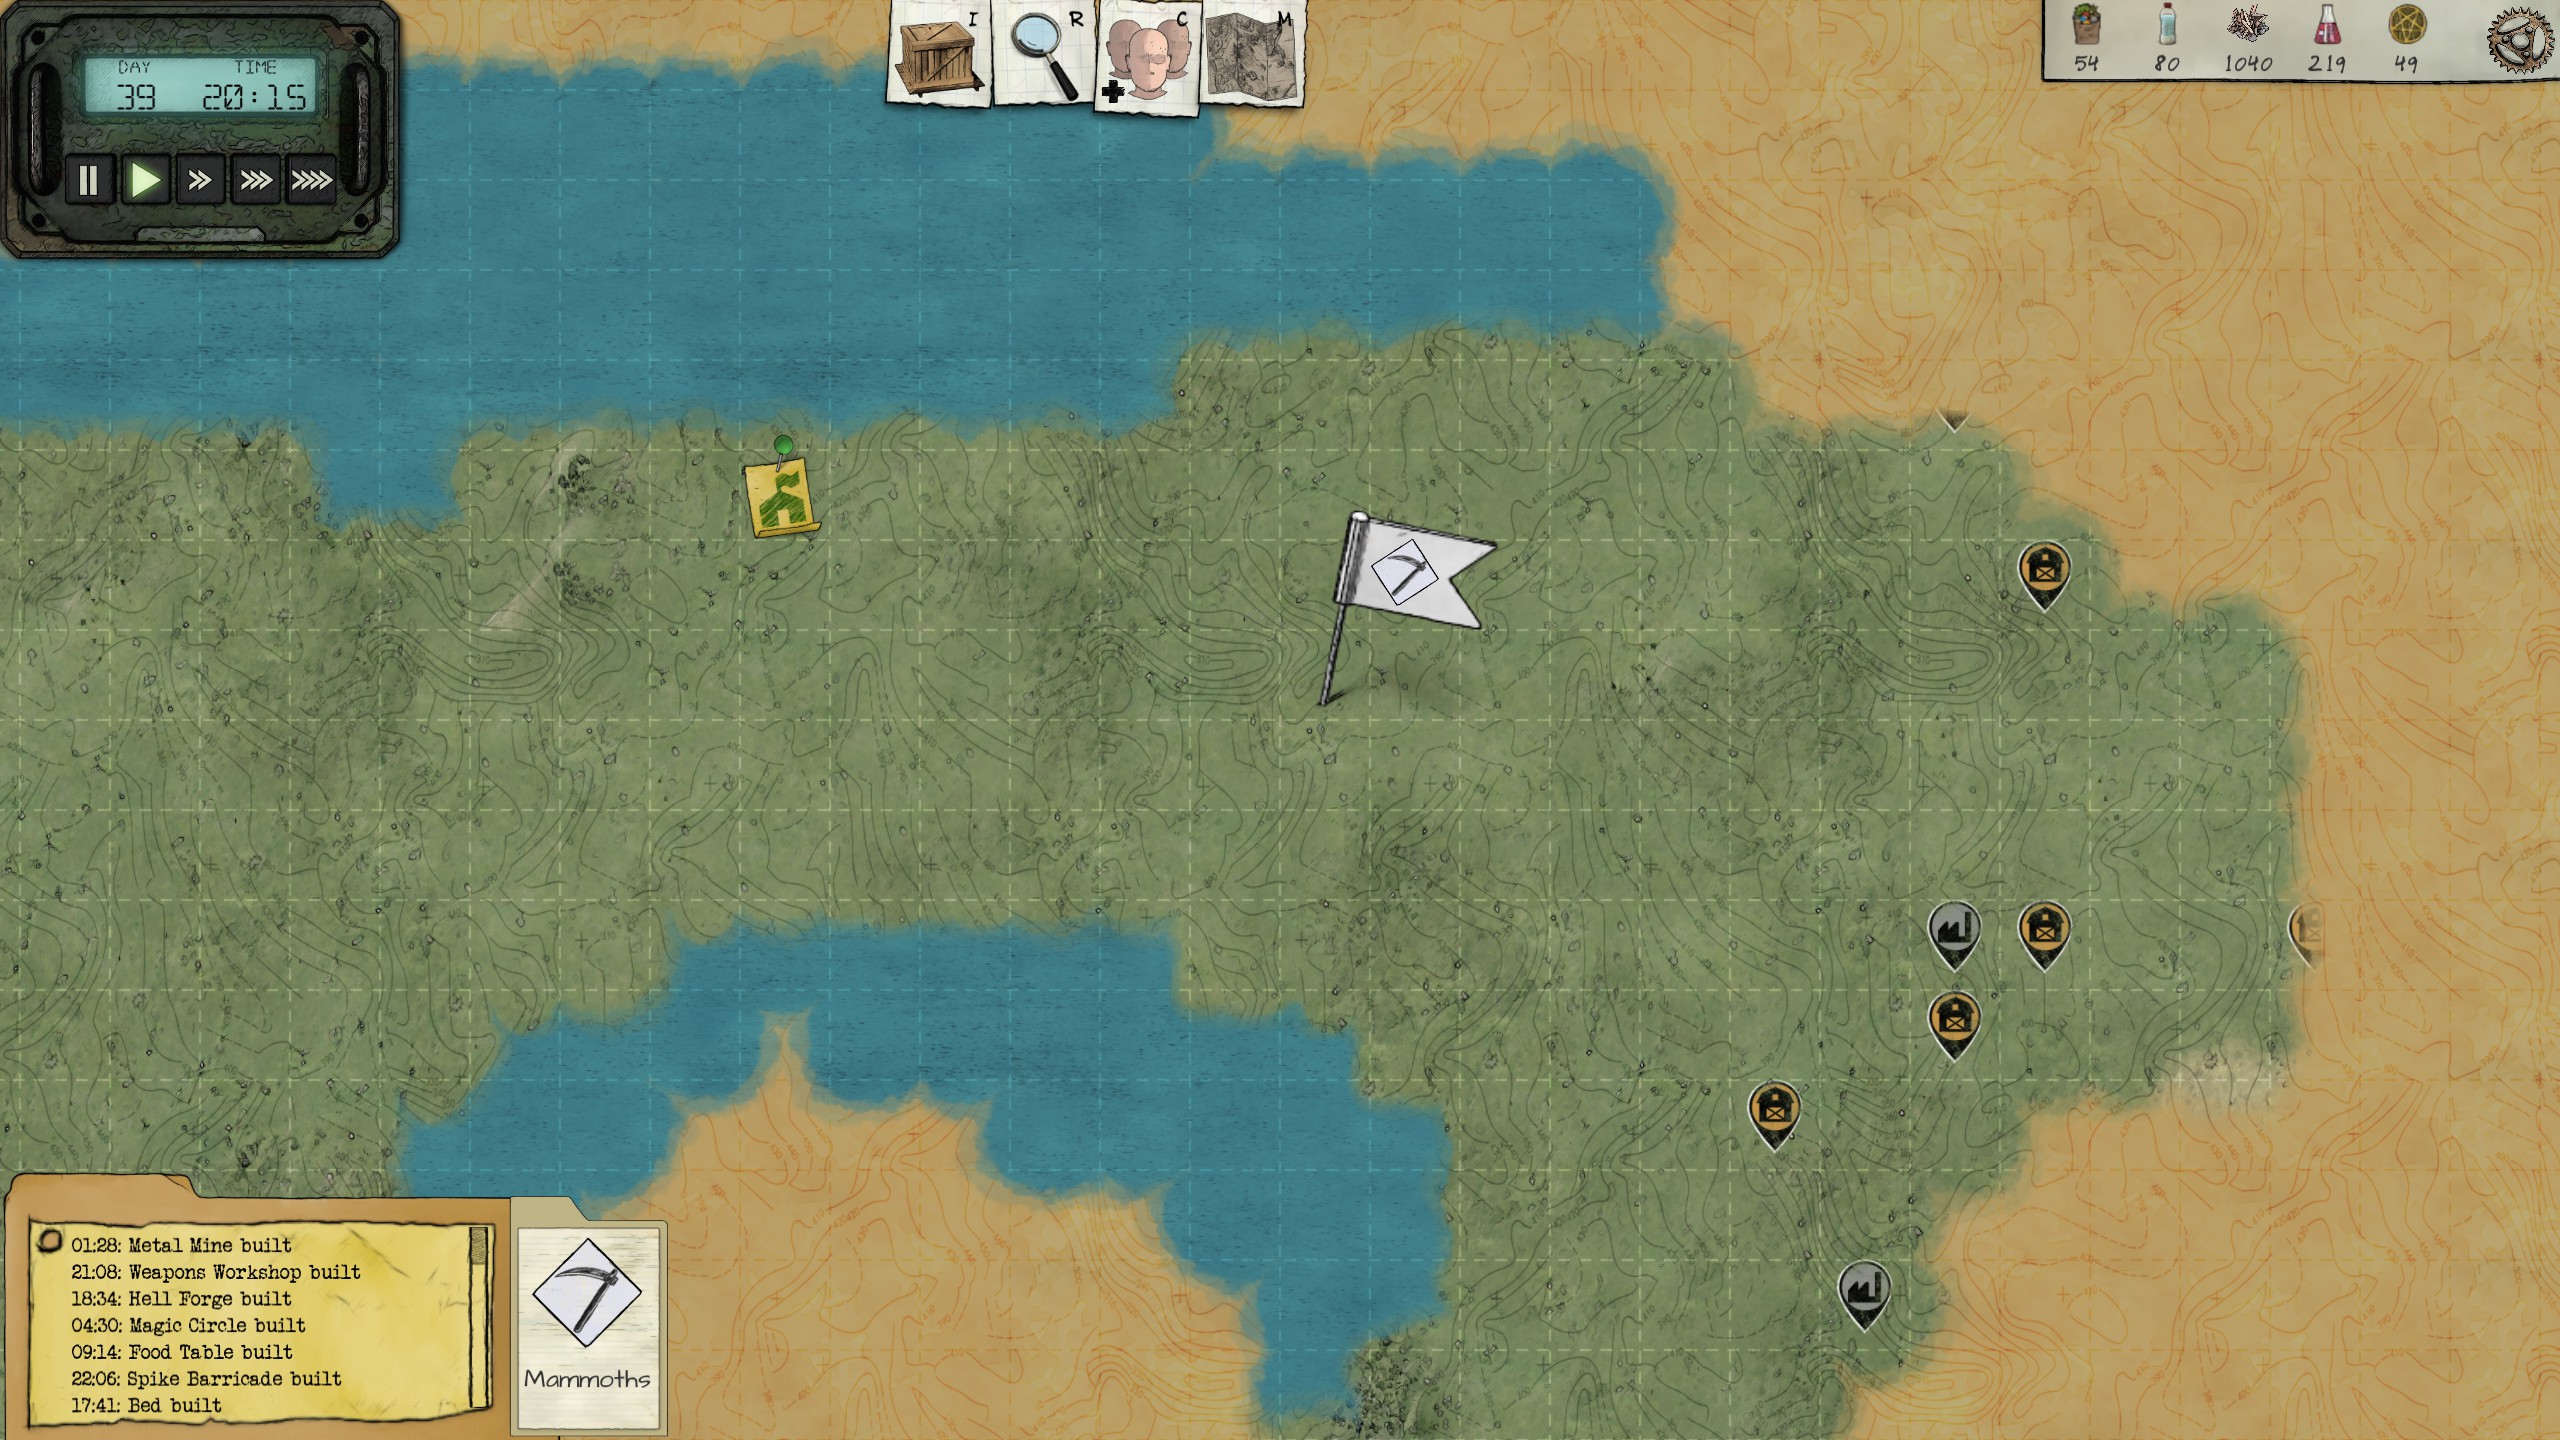 DAY TIME
39 20:15
I
R
C
M
54 80 1040 219 49
01:28: Metal Mine built
21:08: Weapons Workshop built
18:34: Hell Forge built
04:30: Magic Circle built
09:14: Food Table built
22:06: Spike Barricade built
17:41: Bed built
Mammoths